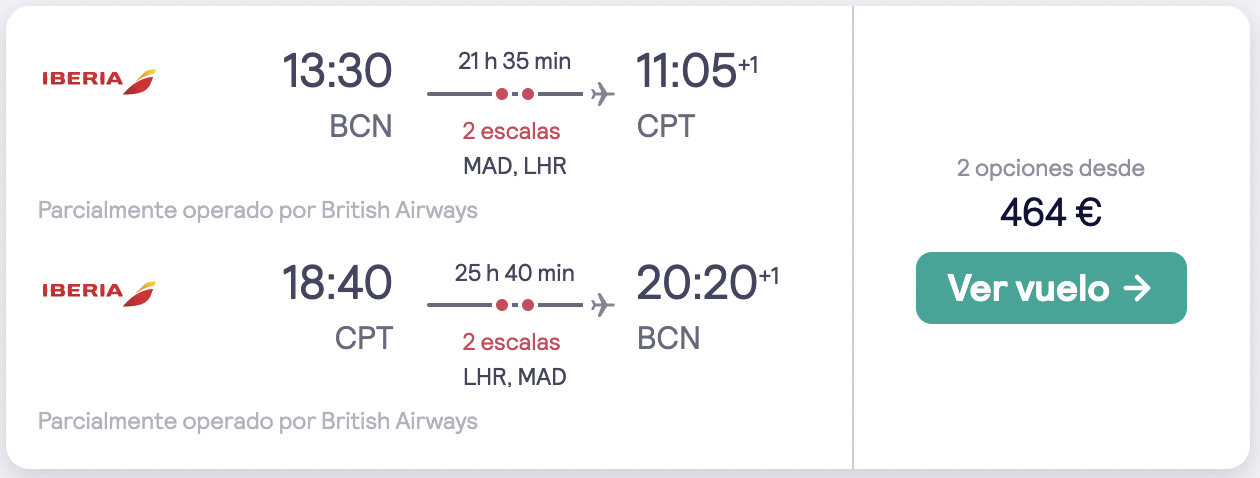 IBERIA
13:30
21 h 35 min
11:05+1
BCN
2 escalas
CPT
MAD, LHR
Parcialmente operado por British Airways
IBERIA
18:40
25 h 40 min
20:20+1
CPT
2 escalas
BCN
LHR, MAD
Parcialmente operado por British Airways
2 opciones desde
464 €
Ver vuelo →